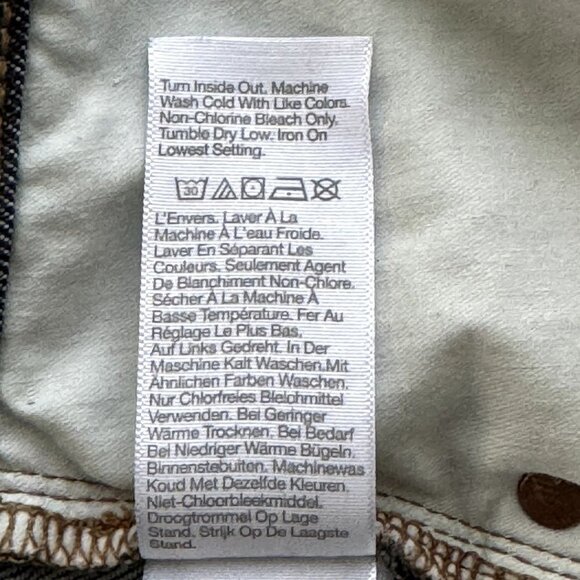 Turn Inside Out. Machine
Wash Cold With Like Colors.
Non-Chlorine Bleach Only.
Tumble Dry Low. Iron On
Lowest Setting.
30
L'Envers. Laver À La
Machine À L'eau Froide.
Laver En Séparant Les
Couleurs. Seulement Agent
De Blanchiment Non-Chlore.
Sécher À La Machine À
Basse Température. Fer Au
Réglage Le Plus Bas.
Auf Links Gedreht. In Der
Maschine Kalt Waschen.Mit
Ähnlichen Farben Waschen.
Nur Chlorfreies Bleichmittel
Verwenden. Bei Geringer
Wärme Trocknen. Bei Bedarf
Bei Niedriger Wärme Bügeln.
Binnenstebuiten. Machinewas
Koud Met Dezelfde Kleuren.
Niet-Chloorbleekmiddel.
Droogtrommel Op Lage
Stand. Strijk Op De Laagste
Stand.